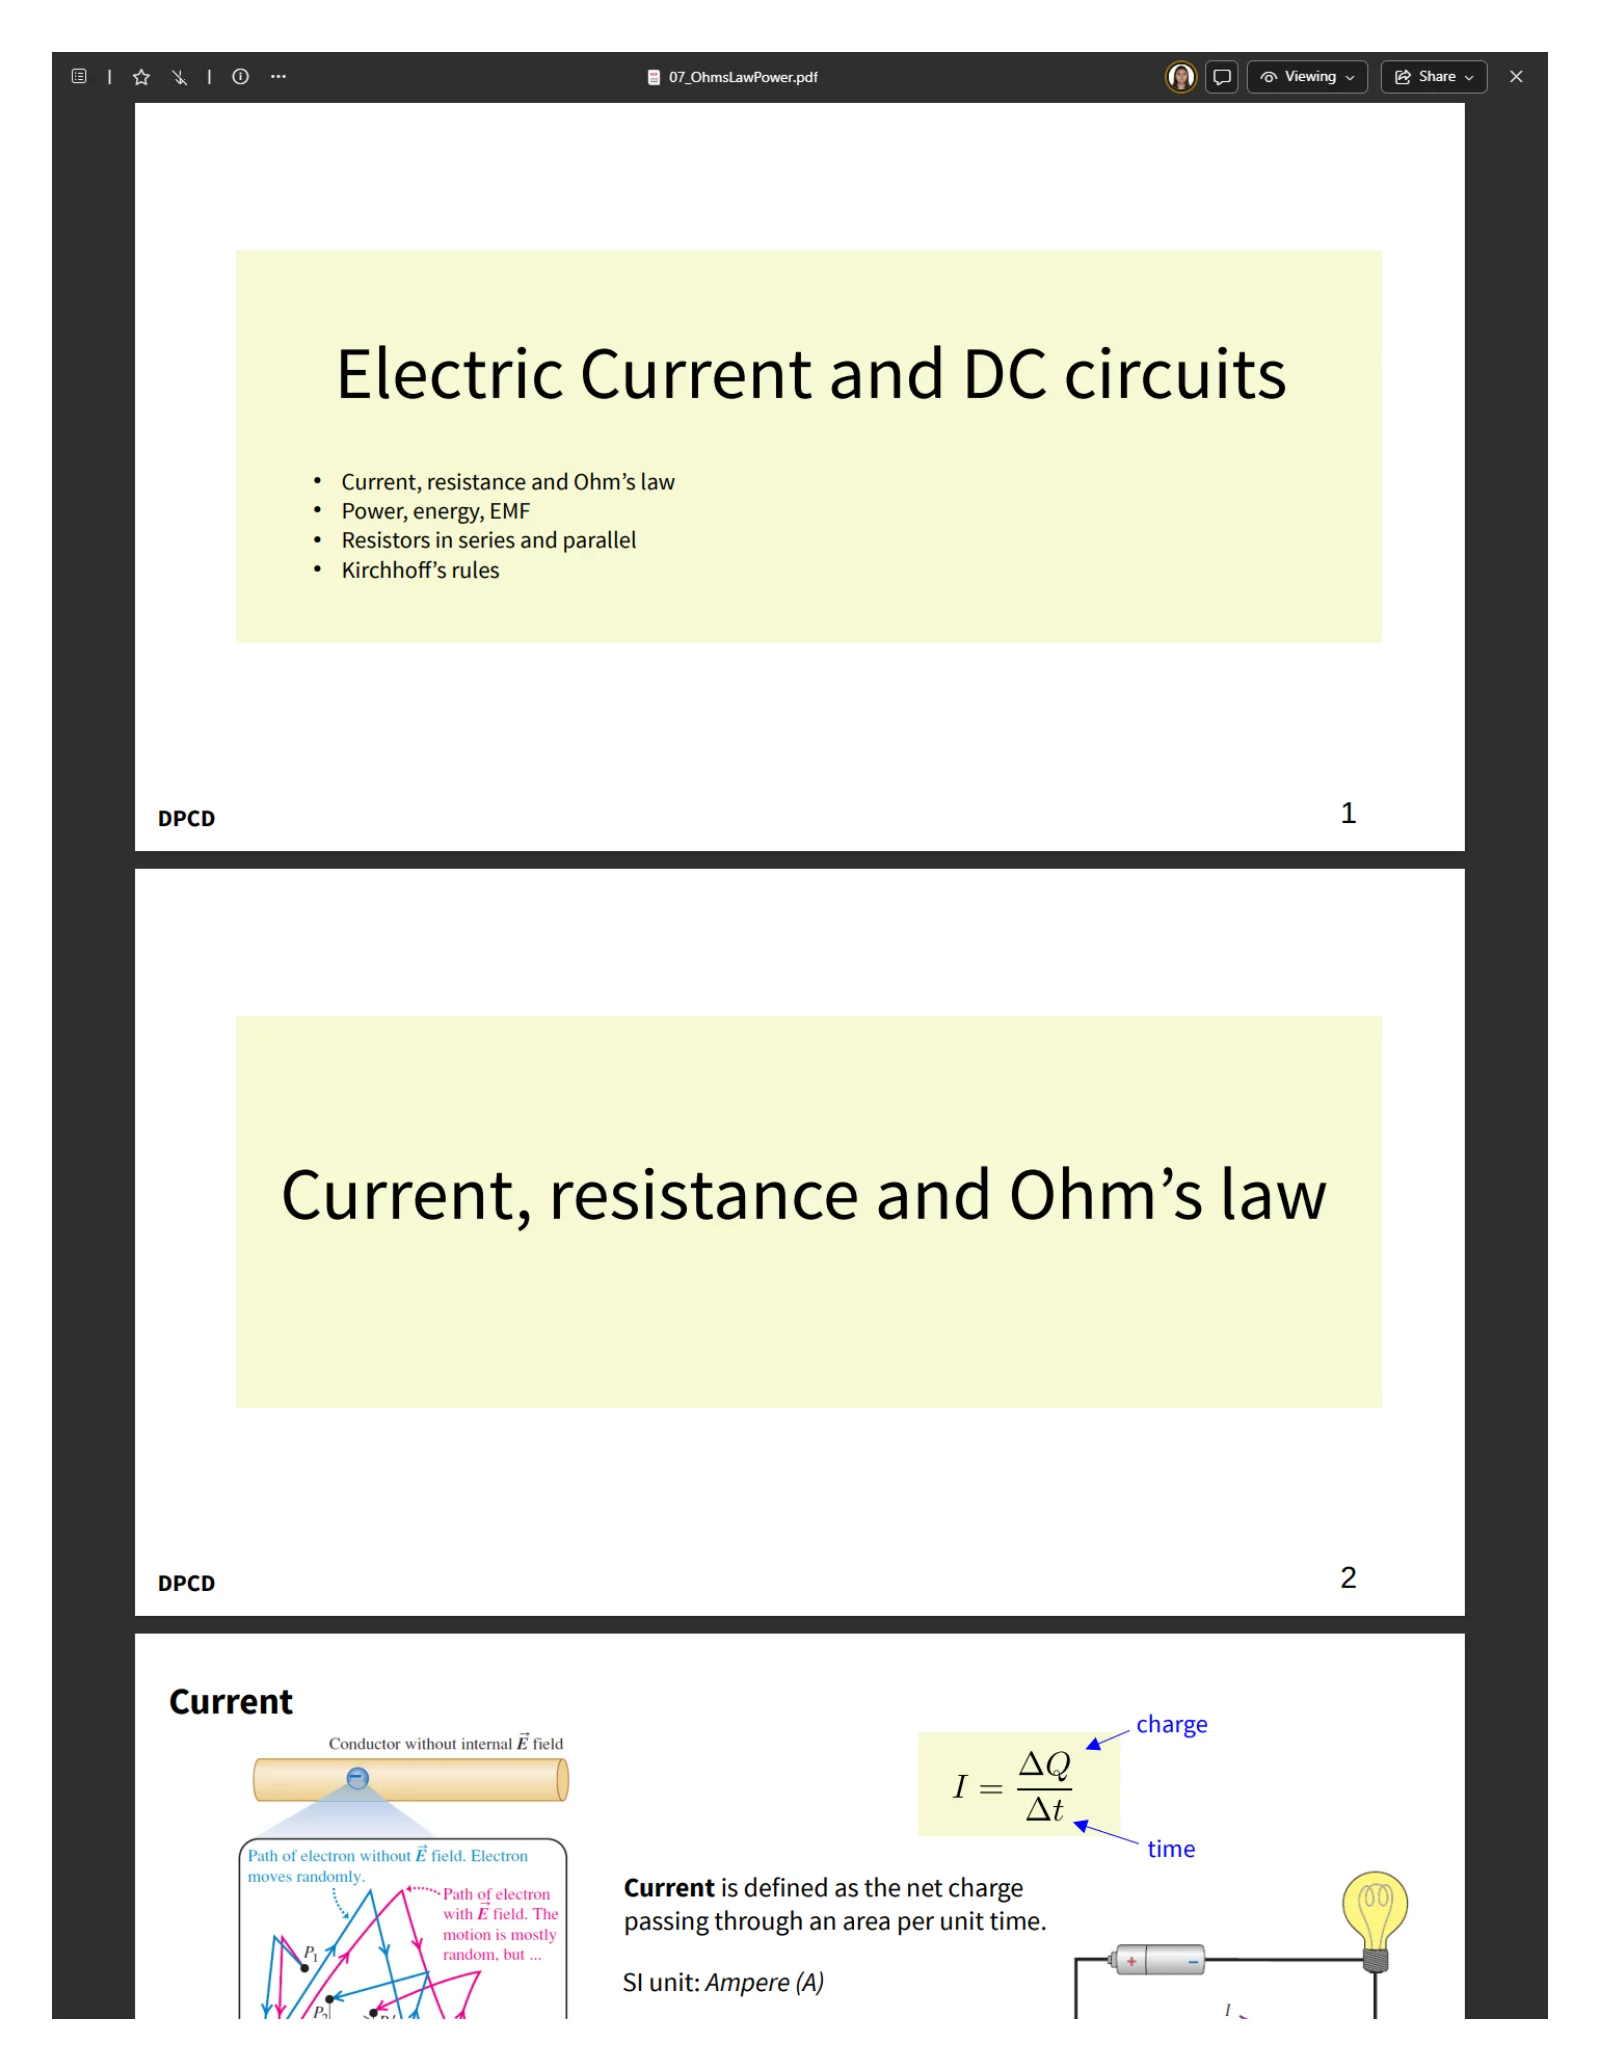 07_OhmsLawPower.pdf
Viewing
Share
Electric Current and DC circuits
• Current, resistance and Ohm’s law
• Power, energy, EMF
• Resistors in series and parallel
• Kirchhoff’s rules
DPCD
1
Current, resistance and Ohm’s law
DPCD
2
Current
Conductor without internal E⃗ field
Path of electron without E⃗ field. Electron
moves randomly.
Path of electron
with E⃗ field. The
motion is mostly
random, but ...
P₁
P₂
charge
I = ΔQ/Δt
time
Current is defined as the net charge
passing through an area per unit time.
SI unit: Ampere (A)
+ −
I